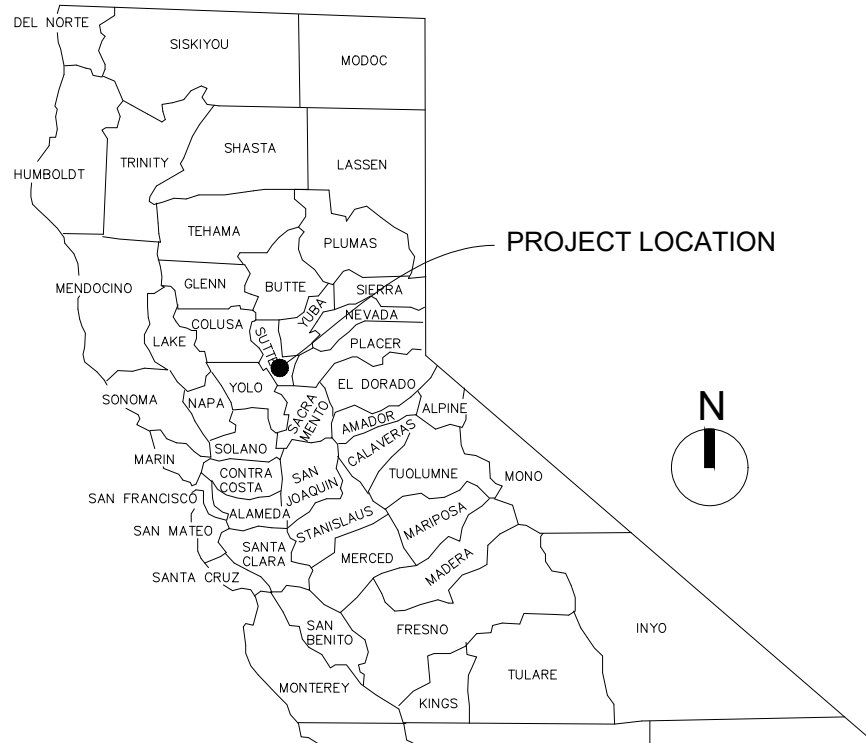 DEL NORTE
SISKIYOU
MODOC
HUMBOLDT
TRINITY
SHASTA
LASSEN
TEHAMA
PLUMAS
PROJECT LOCATION
MENDOCINO
GLENN
BUTTE
SIERRA
YUBA
NEVADA
COLUSA
SUTTE
LAKE
PLACER
YOLO
EL DORADO
SONOMA
NAPA
SACRA
MENTO
AMADOR
ALPINE
N
SOLANO
CALAVERAS
MARIN
CONTRA
COSTA
SAN
JOAQUIN
TUOLUMNE
MONO
SAN FRANCISCO
ALAMEDA
STANISLAUS
MARIPOSA
SAN MATEO
SANTA
CLARA
MERCED
MADERA
SANTA CRUZ
SAN
BENITO
FRESNO
INYO
MONTEREY
KINGS
TULARE